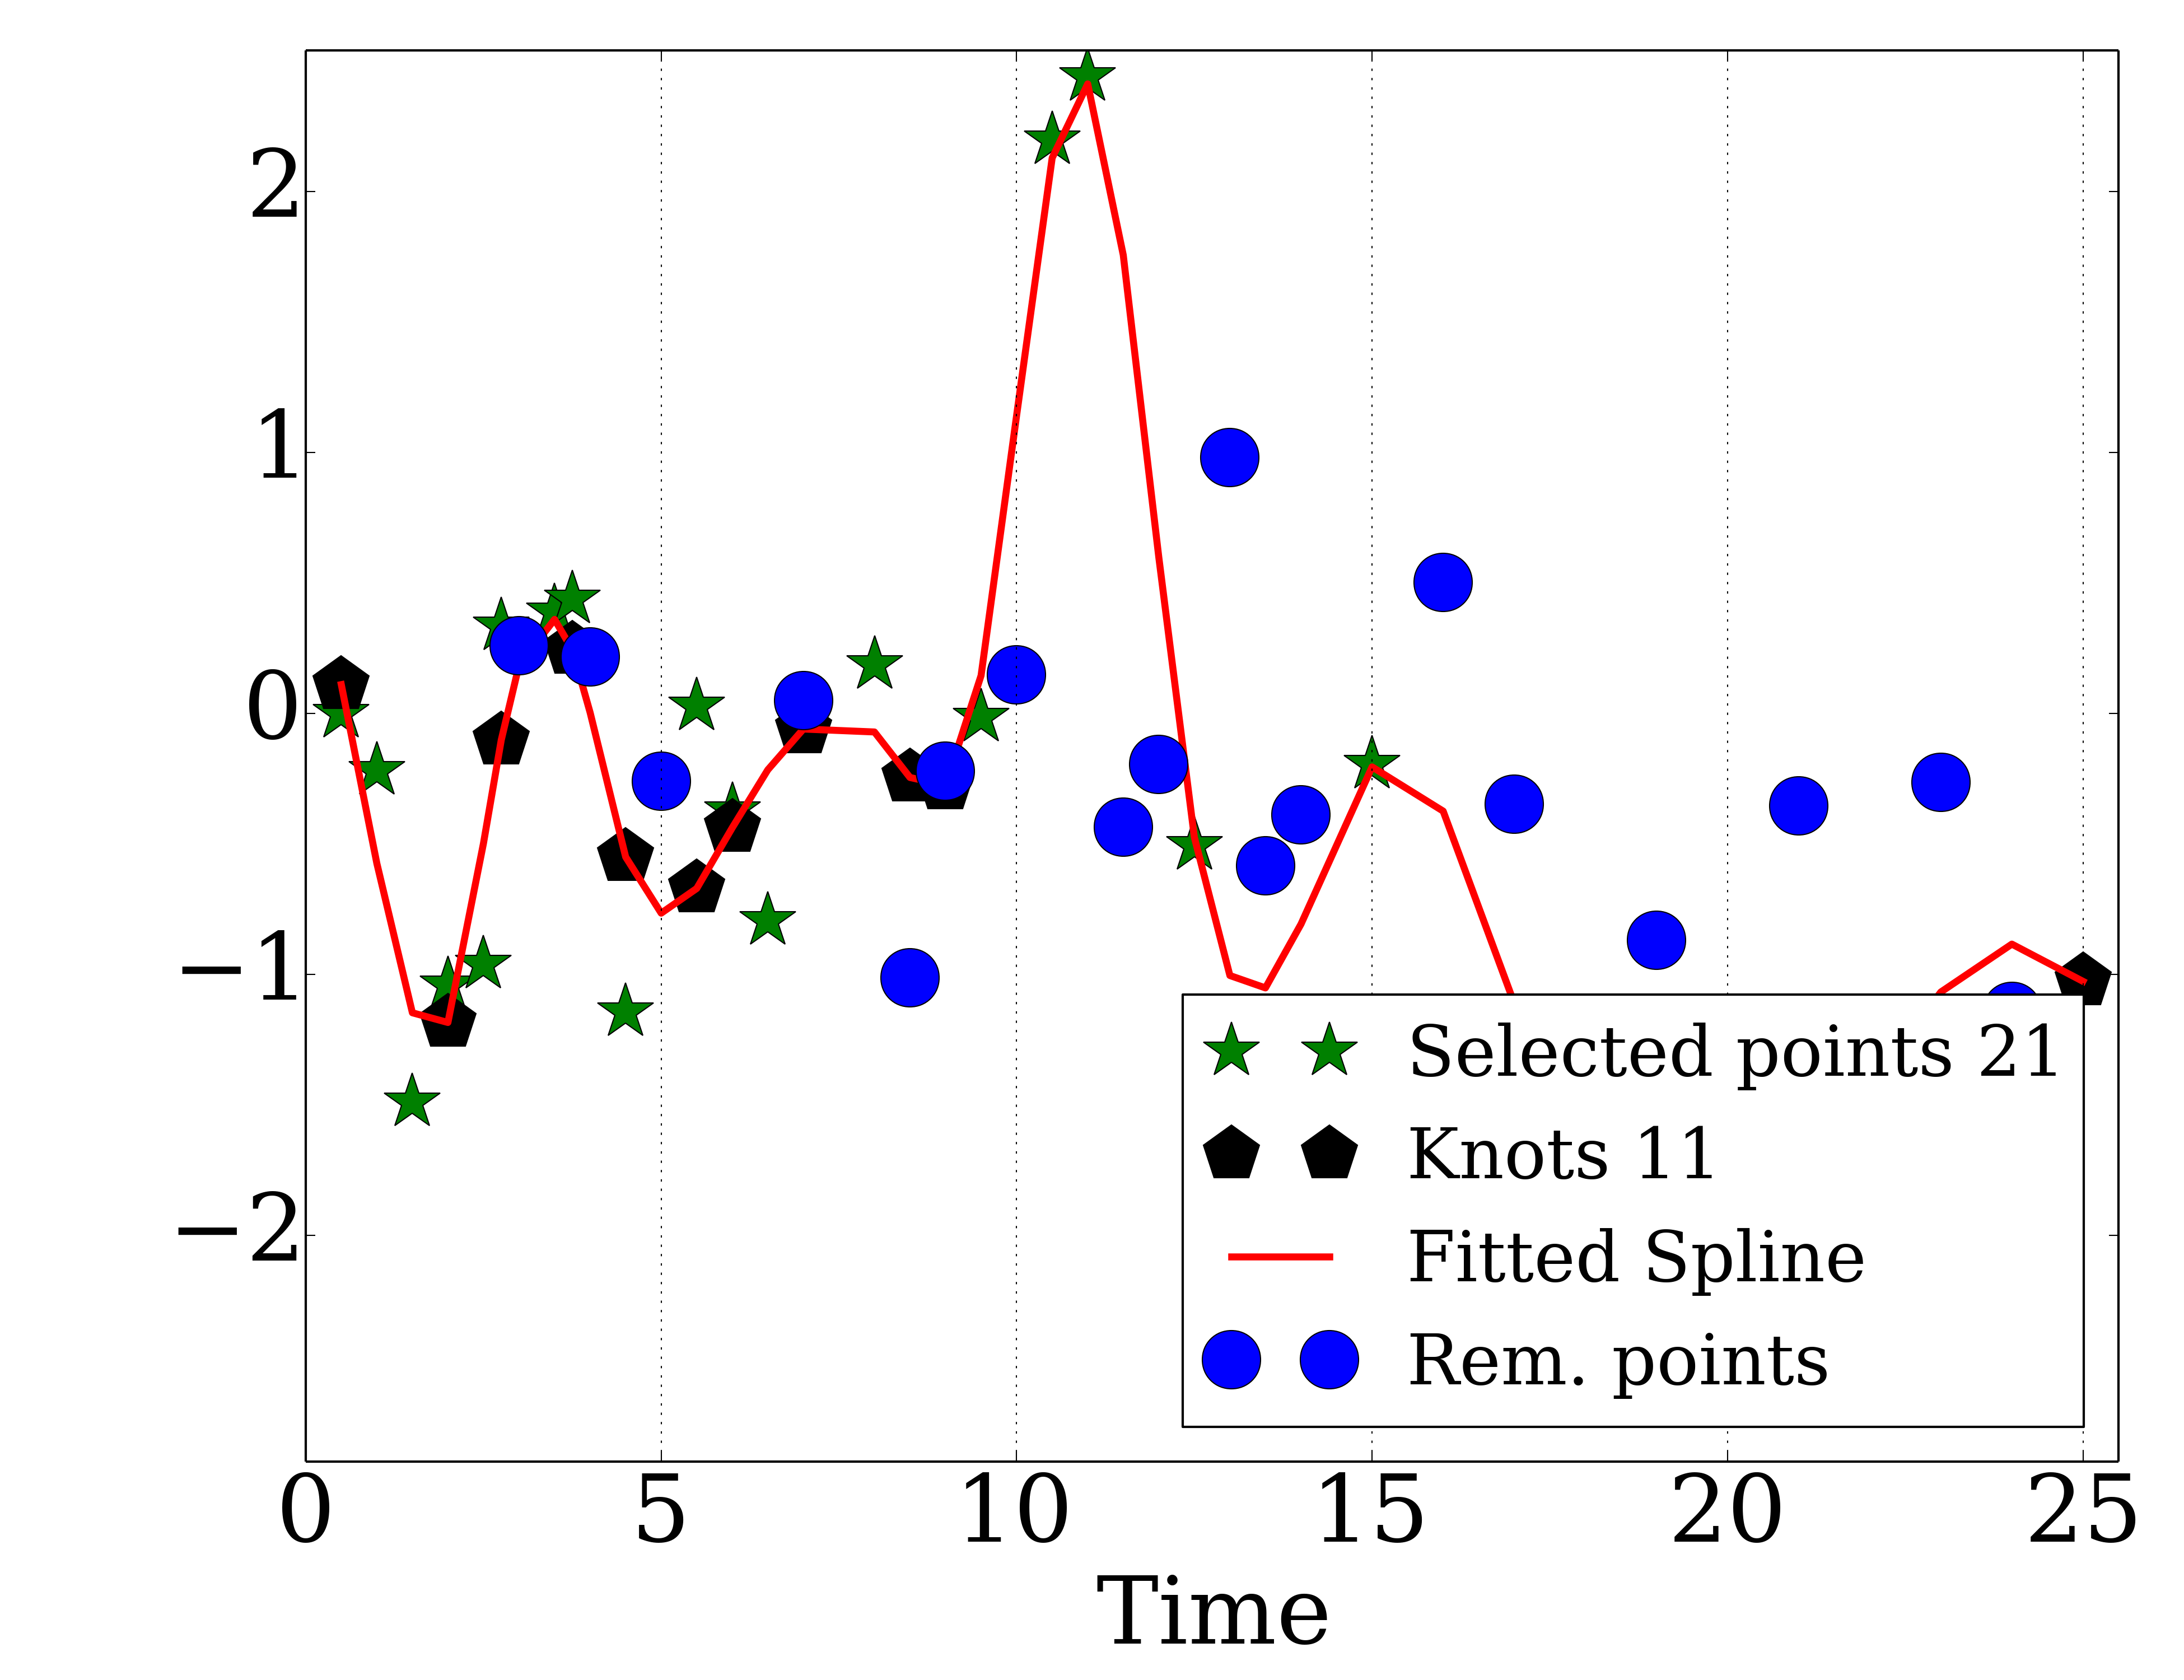 2
1
0
−1
−2
0 5 10 15 20 25
Time
Selected points 21
Knots 11
Fitted Spline
Rem. points